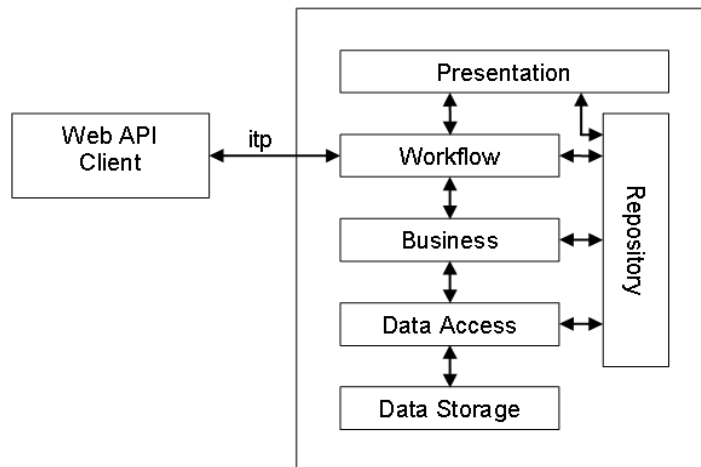 Presentation
Web API
Client
itp
Workflow
Repository
Business
Data Access
Data Storage